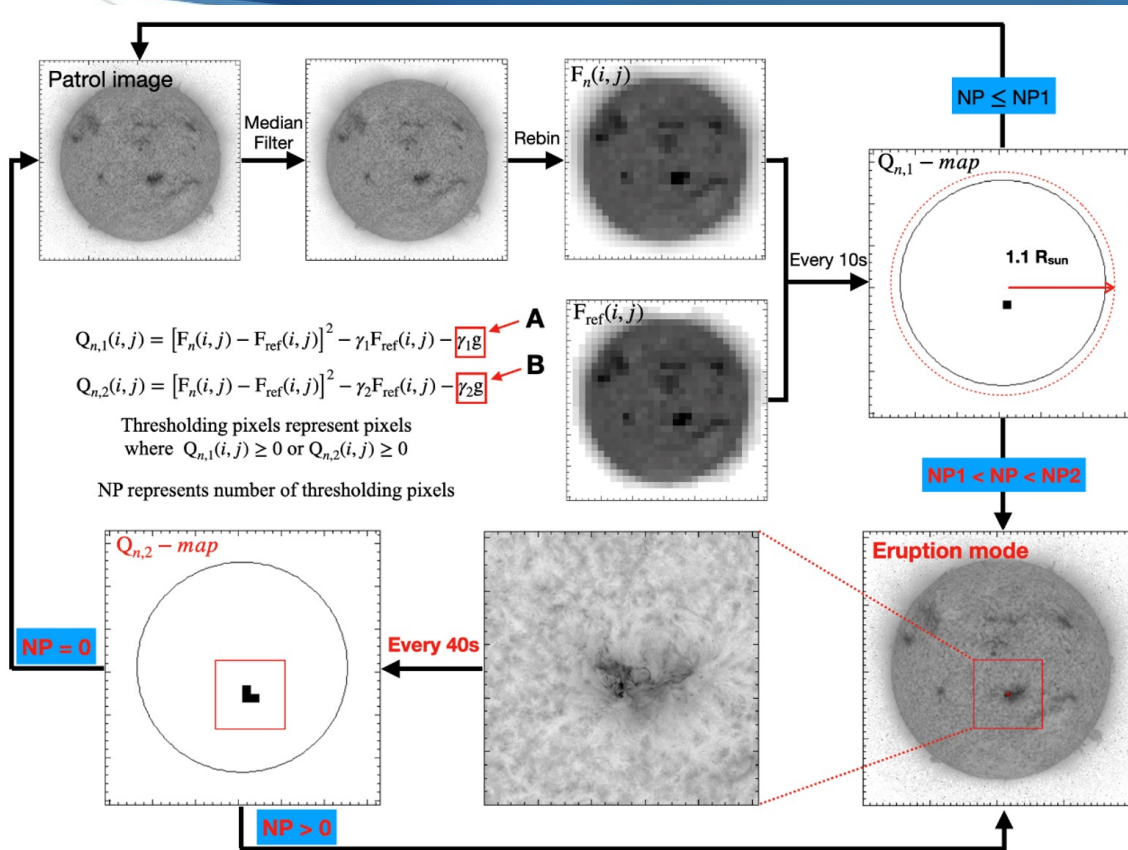 Patrol image
Median
Filter
Rebin
Fₙ(i, j)
NP ≤ NP1
Qₙ,₁ − map
1.1 Rsun
Every 10s
Fref(i, j)
Qₙ,₁(i, j) = [Fₙ(i, j) − Fref(i, j)]² − γ₁Fref(i, j) − γ₁g
A
Qₙ,₂(i, j) = [Fₙ(i, j) − Fref(i, j)]² − γ₂Fref(i, j) − γ₂g
B
Thresholding pixels represent pixels
where Qₙ,₁(i, j) ≥ 0 or Qₙ,₂(i, j) ≥ 0
NP represents number of thresholding pixels
NP1 < NP < NP2
Qₙ,₂ − map
Eruption mode
NP = 0
Every 40s
NP > 0